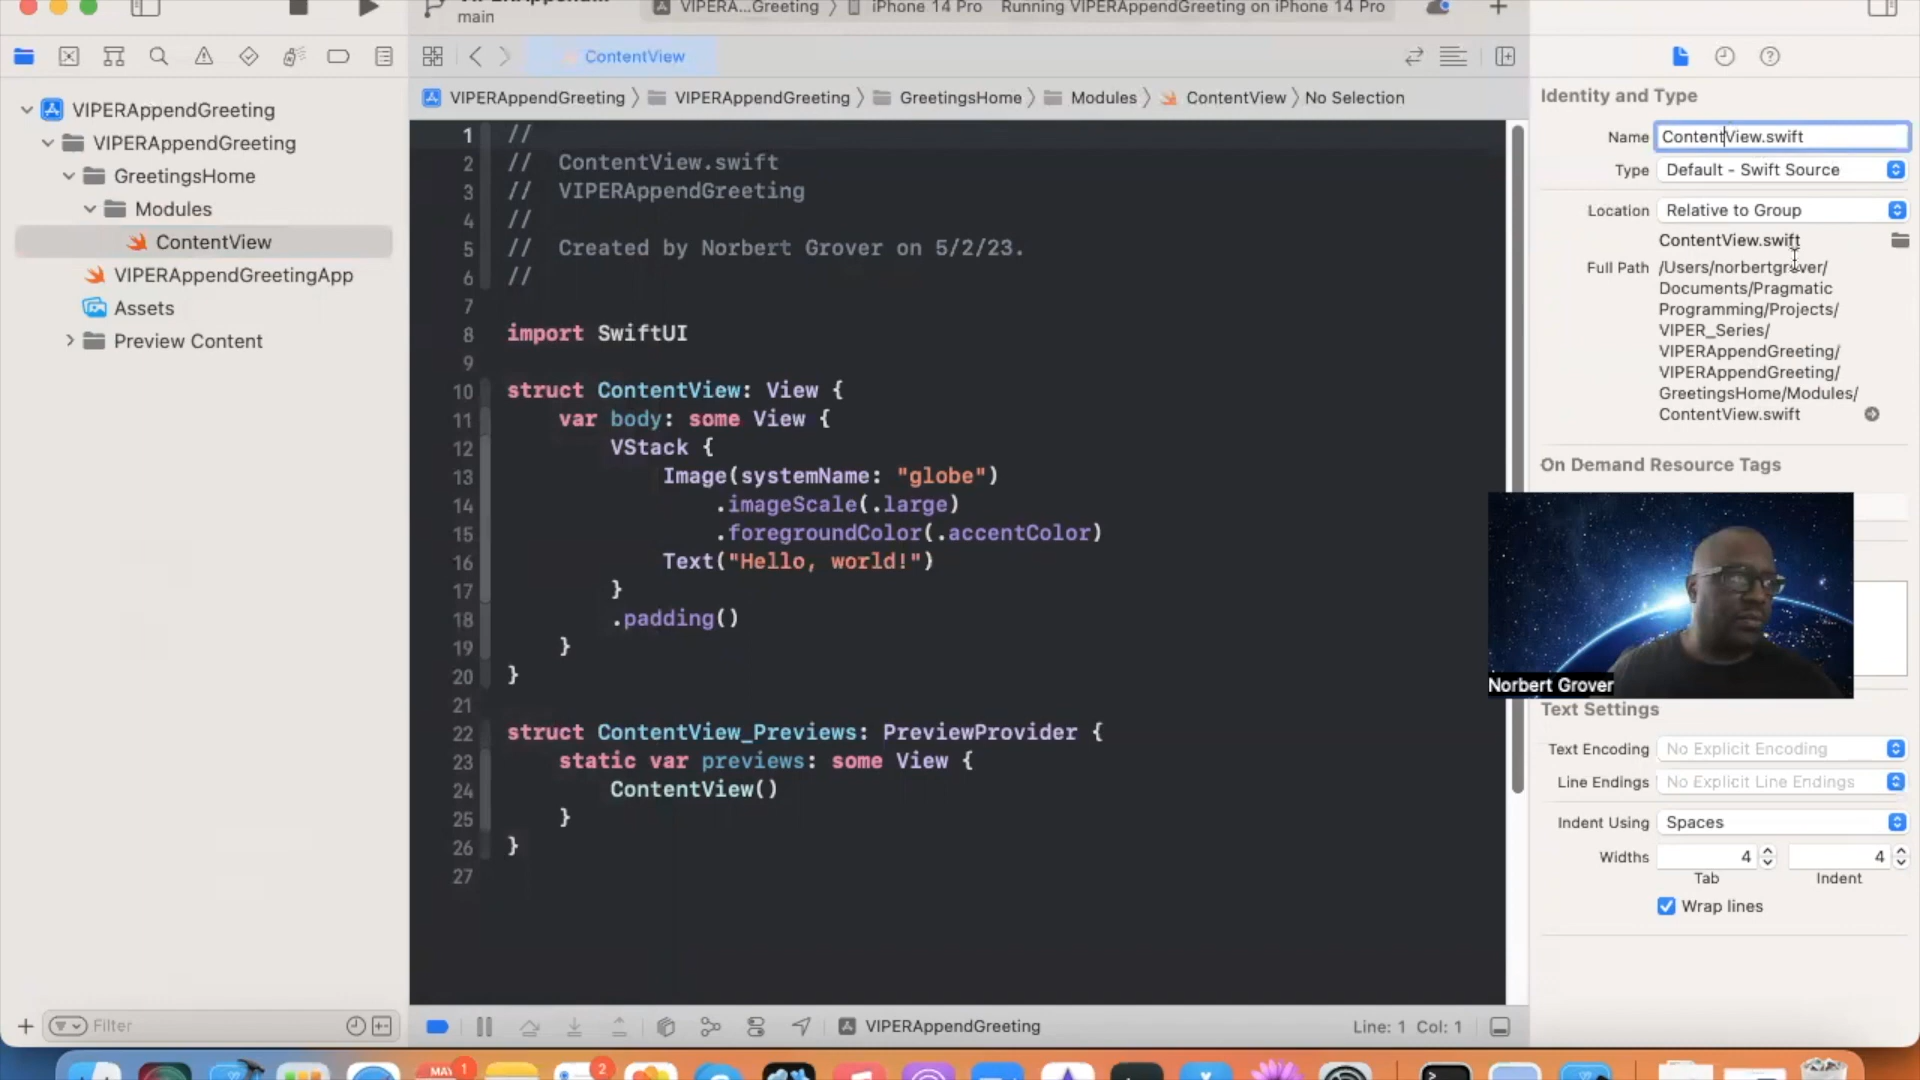 main
VIPERA...Greeting
iPhone 14 Pro
Running VIPERAppendGreeting on iPhone 14 Pro
ContentView
VIPERAppendGreeting
VIPERAppendGreeting
GreetingsHome
Modules
ContentView
No Selection
VIPERAppendGreeting
VIPERAppendGreeting
GreetingsHome
Modules
ContentView
VIPERAppendGreetingApp
Assets
Preview Content
1 //
2 // ContentView.swift
3 // VIPERAppendGreeting
4 //
5 // Created by Norbert Grover on 5/2/23.
6 //
7
8 import SwiftUI
9
10 struct ContentView: View {
11 var body: some View {
12 VStack {
13 Image(systemName: "globe")
14 .imageScale(.large)
15 .foregroundColor(.accentColor)
16 Text("Hello, world!")
17 }
18 .padding()
19 }
20 }
21
22 struct ContentView_Previews: PreviewProvider {
23 static var previews: some View {
24 ContentView()
25 }
26 }
27
Identity and Type
Name ContentView.swift
Type Default - Swift Source
Location Relative to Group
ContentView.swift
Full Path /Users/norbertgrover/
Documents/Pragmatic
Programming/Projects/
VIPER_Series/
VIPERAppendGreeting/
VIPERAppendGreeting/
GreetingsHome/Modules/
ContentView.swift
On Demand Resource Tags
Norbert Grover
Text Settings
Text Encoding No Explicit Encoding
Line Endings No Explicit Line Endings
Indent Using Spaces
Widths 4 4
Tab Indent
Wrap lines
Filter
VIPERAppendGreeting
Line: 1 Col: 1
MAY 1
2